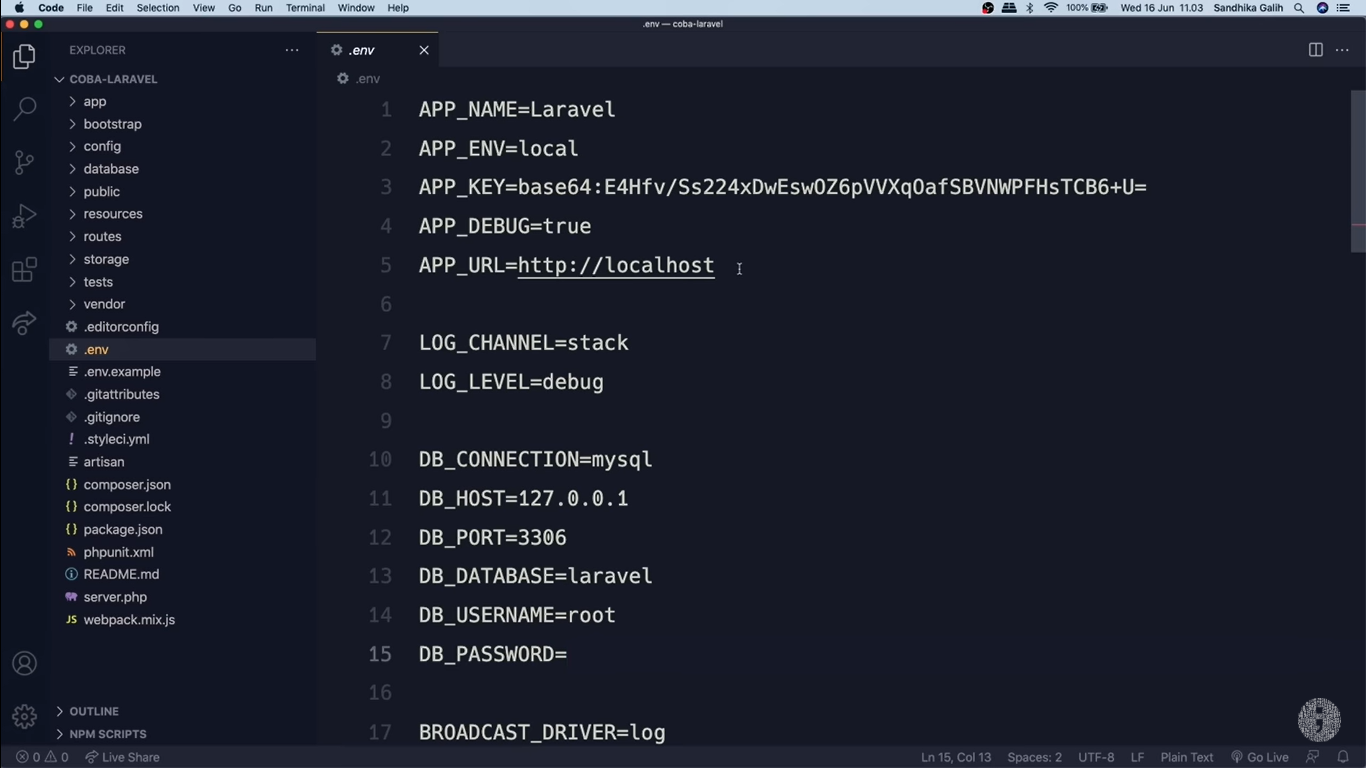 Code File Edit Selection View Go Run Terminal Window Help 100% Wed 16 Jun 11.03 Sandhika Galih
.env — coba-laravel
EXPLORER
COBA-LARAVEL
app
bootstrap
config
database
public
resources
routes
storage
tests
vendor
.editorconfig
.env
.env.example
.gitattributes
.gitignore
.styleci.yml
artisan
composer.json
composer.lock
package.json
phpunit.xml
README.md
server.php
webpack.mix.js
OUTLINE
NPM SCRIPTS
.env
.env
1 APP_NAME=Laravel
2 APP_ENV=local
3 APP_KEY=base64:E4Hfv/Ss224xDwEswOZ6pVVXqOafSBVNWPFHsTCB6+U=
4 APP_DEBUG=true
5 APP_URL=http://localhost
6
7 LOG_CHANNEL=stack
8 LOG_LEVEL=debug
9
10 DB_CONNECTION=mysql
11 DB_HOST=127.0.0.1
12 DB_PORT=3306
13 DB_DATABASE=laravel
14 DB_USERNAME=root
15 DB_PASSWORD=
16
17 BROADCAST_DRIVER=log
0 0 Live Share Ln 15, Col 13 Spaces: 2 UTF-8 LF Plain Text Go Live